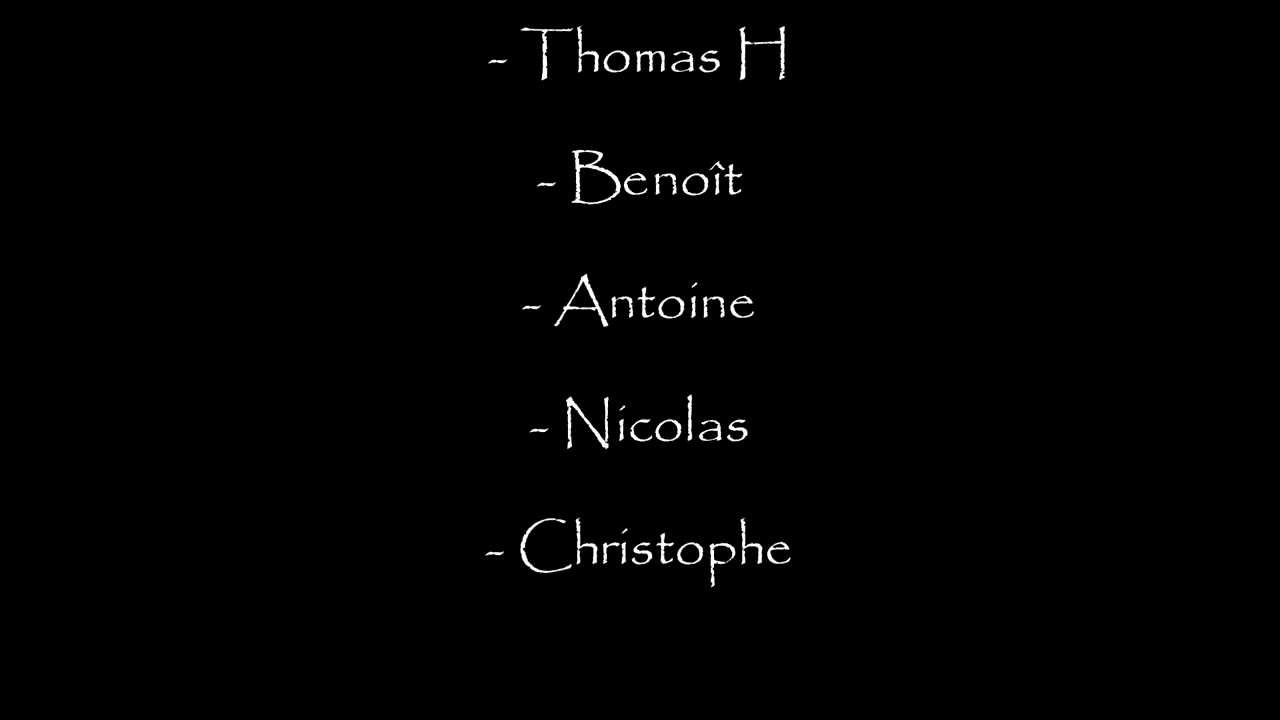 - Thomas H
- Benoît
- Antoine
- Nicolas
- Christophe